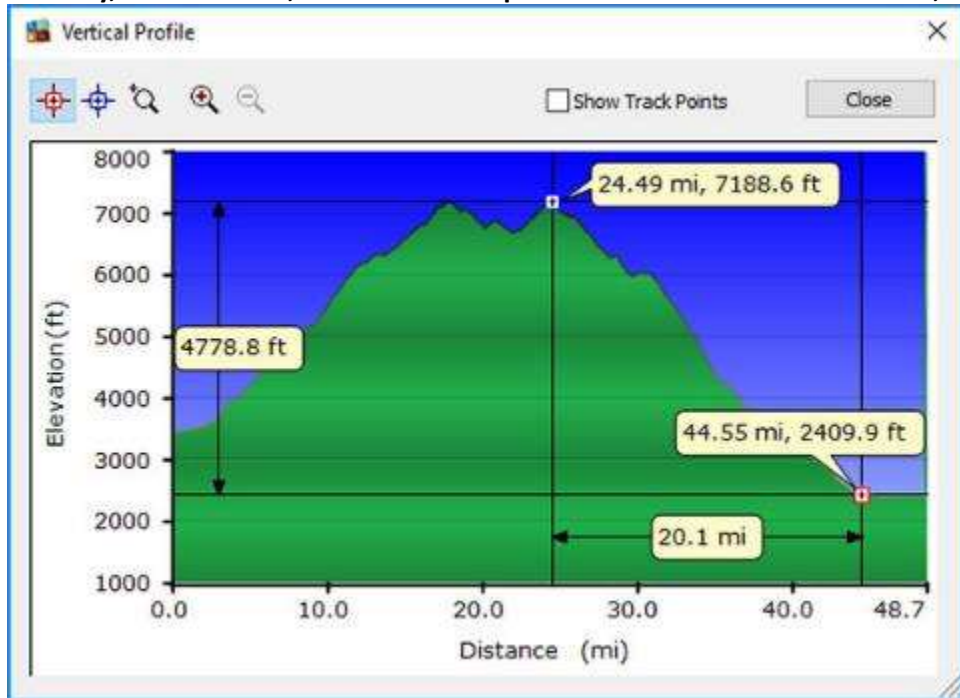 Vertical Profile
Show Track Points
Close
8000
24.49 mi, 7188.6 ft
7000
6000
5000
4778.8 ft
4000
44.55 mi, 2409.9 ft
3000
20.1 mi
2000
1000
0.0 10.0 20.0 30.0 40.0 48.7
Elevation (ft)
Distance (mi)